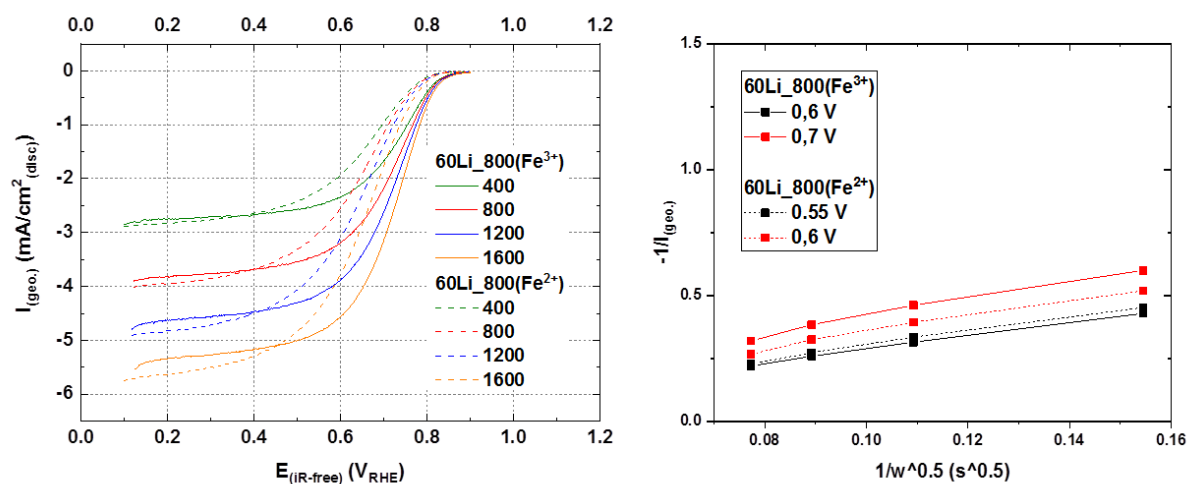 0.0 0.2 0.4 0.6 0.8 1.0 1.2
0
-1
-2
-3
-4
-5
-6
I(geo.) (mA/cm²(disc))
60Li_800(Fe³⁺)
400
800
1200
1600
60Li_800(Fe²⁺)
400
800
1200
1600
0.0 0.2 0.4 0.6 0.8 1.0 1.2
E(iR-free) (VRHE)
1.5
1.0
0.5
0.0
-1/I(geo.)
60Li_800(Fe³⁺)
0,6 V
0,7 V
60Li_800(Fe²⁺)
0.55 V
0,6 V
0.08 0.10 0.12 0.14 0.16
1/w^0.5 (s^0.5)